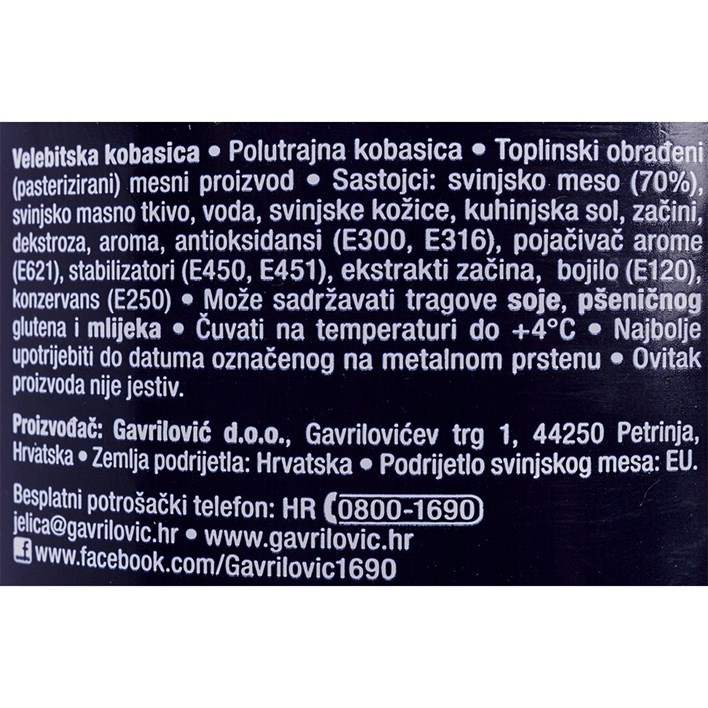 Velebitska kobasica • Polutrajna kobasica • Toplinski obrađeni
(pasterizirani) mesni proizvod • Sastojci: svinjsko meso (70%),
svinjsko masno tkivo, voda, svinjske kožice, kuhinjska sol, začini,
dekstroza, aroma, antioksidansi (E300, E316), pojačivač arome
(E621), stabilizatori (E450, E451), ekstrakti začina, bojilo (E120),
konzervans (E250) • Može sadržavati tragove soje, pšeničnog
glutena i mlijeka • Čuvati na temperaturi do +4°C • Najbolje
upotrijebiti do datuma označenog na metalnom prstenu • Ovitak
proizvoda nije jestiv.
Proizvođač: Gavrilović d.o.o., Gavrilovićev trg 1, 44250 Petrinja,
Hrvatska • Zemlja podrijetla: Hrvatska • Podrijetlo svinjskog mesa: EU.
Besplatni potrošački telefon: HR 0800-1690
jelica@gavrilovic.hr • www.gavrilovic.hr
f www.facebook.com/Gavrilovic1690